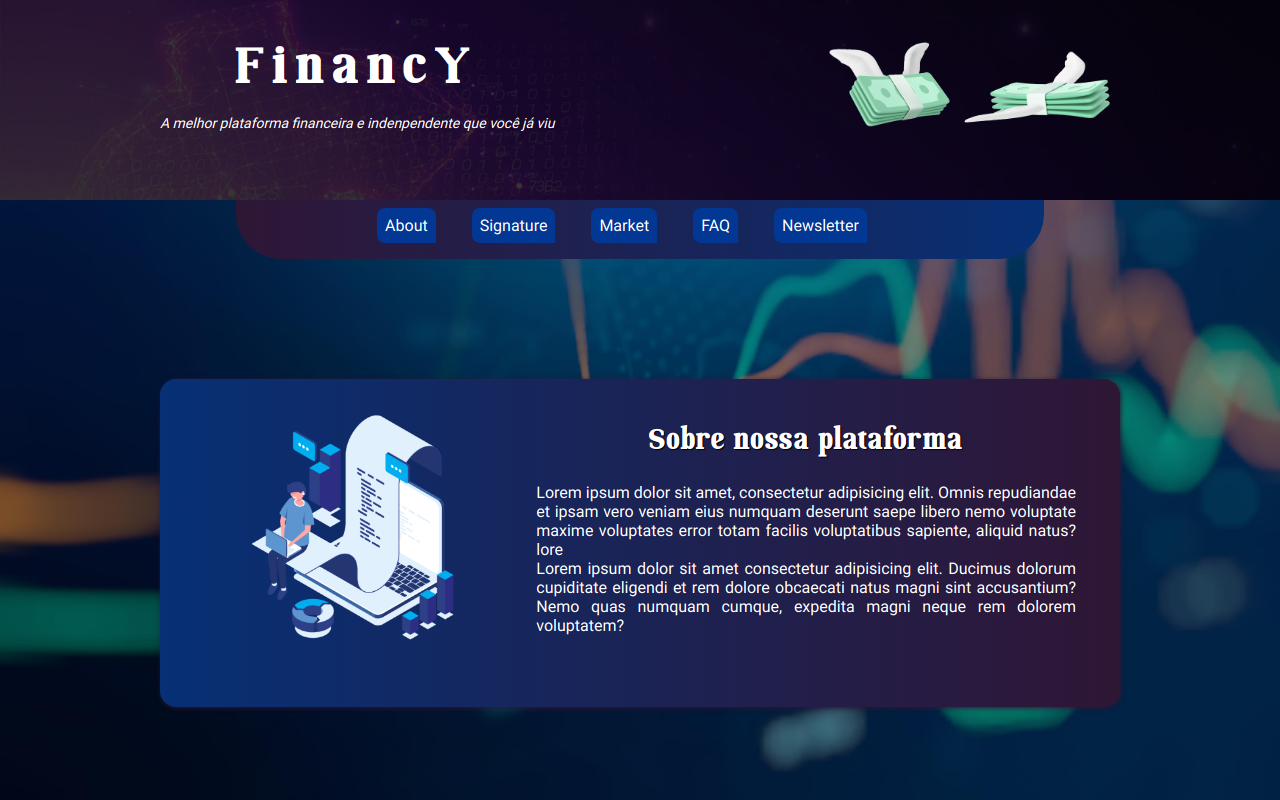 FinancY
A melhor plataforma financeira e indenpendente que você já viu
About Signature Market FAQ Newsletter
Sobre nossa plataforma
Lorem ipsum dolor sit amet, consectetur adipisicing elit. Omnis repudiandae
et ipsam vero veniam eius numquam deserunt saepe libero nemo voluptate
maxime voluptates error totam facilis voluptatibus sapiente, aliquid natus?
lore
Lorem ipsum dolor sit amet consectetur adipisicing elit. Ducimus dolorum
cupiditate eligendi et rem dolore obcaecati natus magni sint accusantium?
Nemo quas numquam cumque, expedita magni neque rem dolorem
voluptatem?